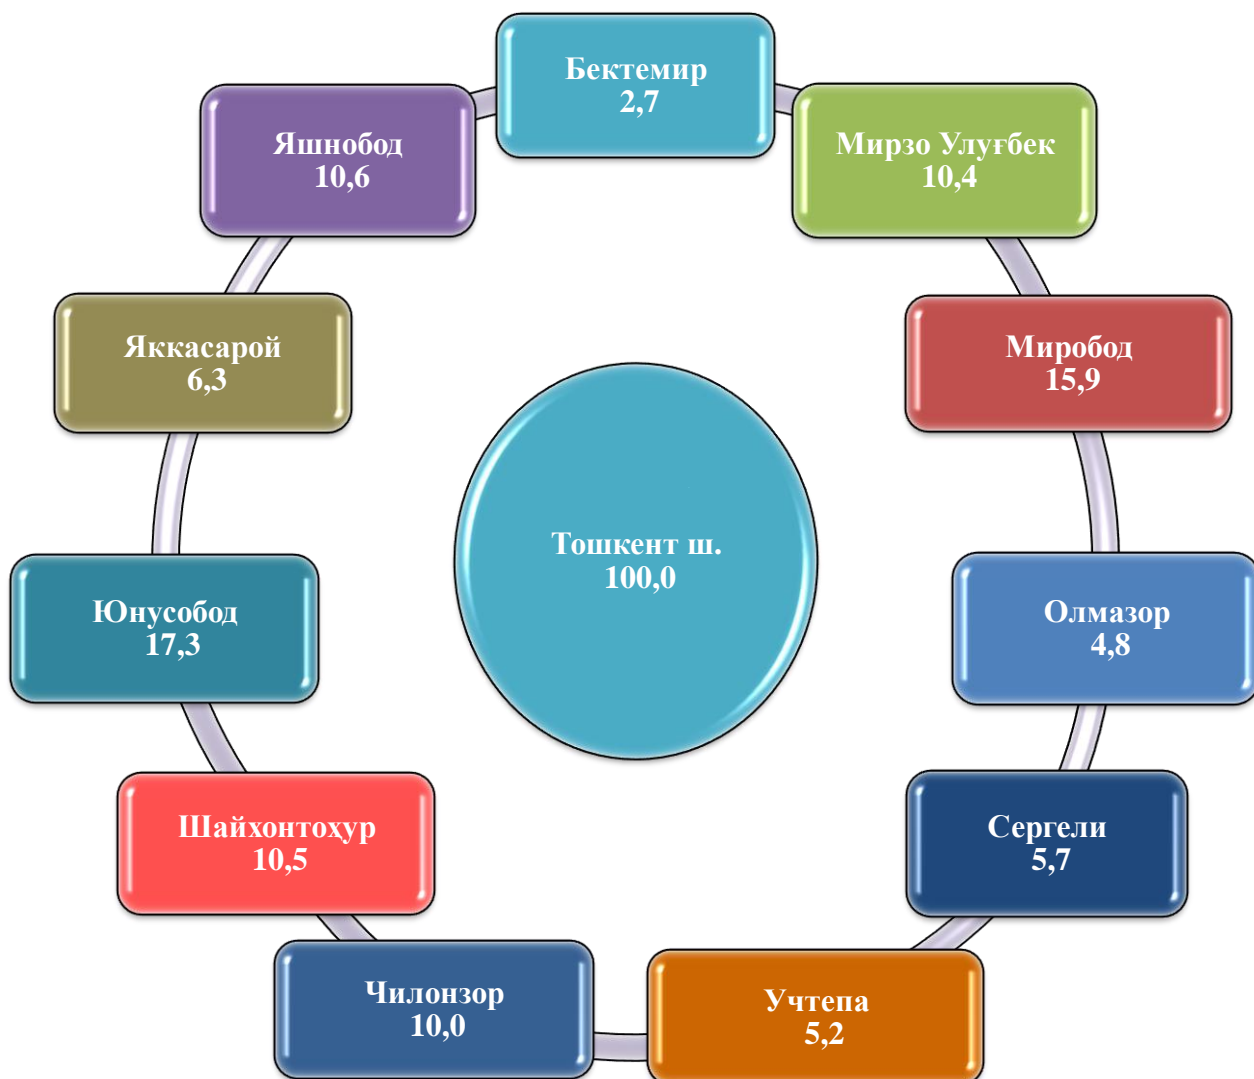 Бектемир
2,7
Мирзо Улуғбек
10,4
Миробод
15,9
Олмазор
4,8
Сергели
5,7
Учтепа
5,2
Чилонзор
10,0
Шайхонтоҳур
10,5
Юнусобод
17,3
Яккасарой
6,3
Яшнобод
10,6
Тошкент ш.
100,0